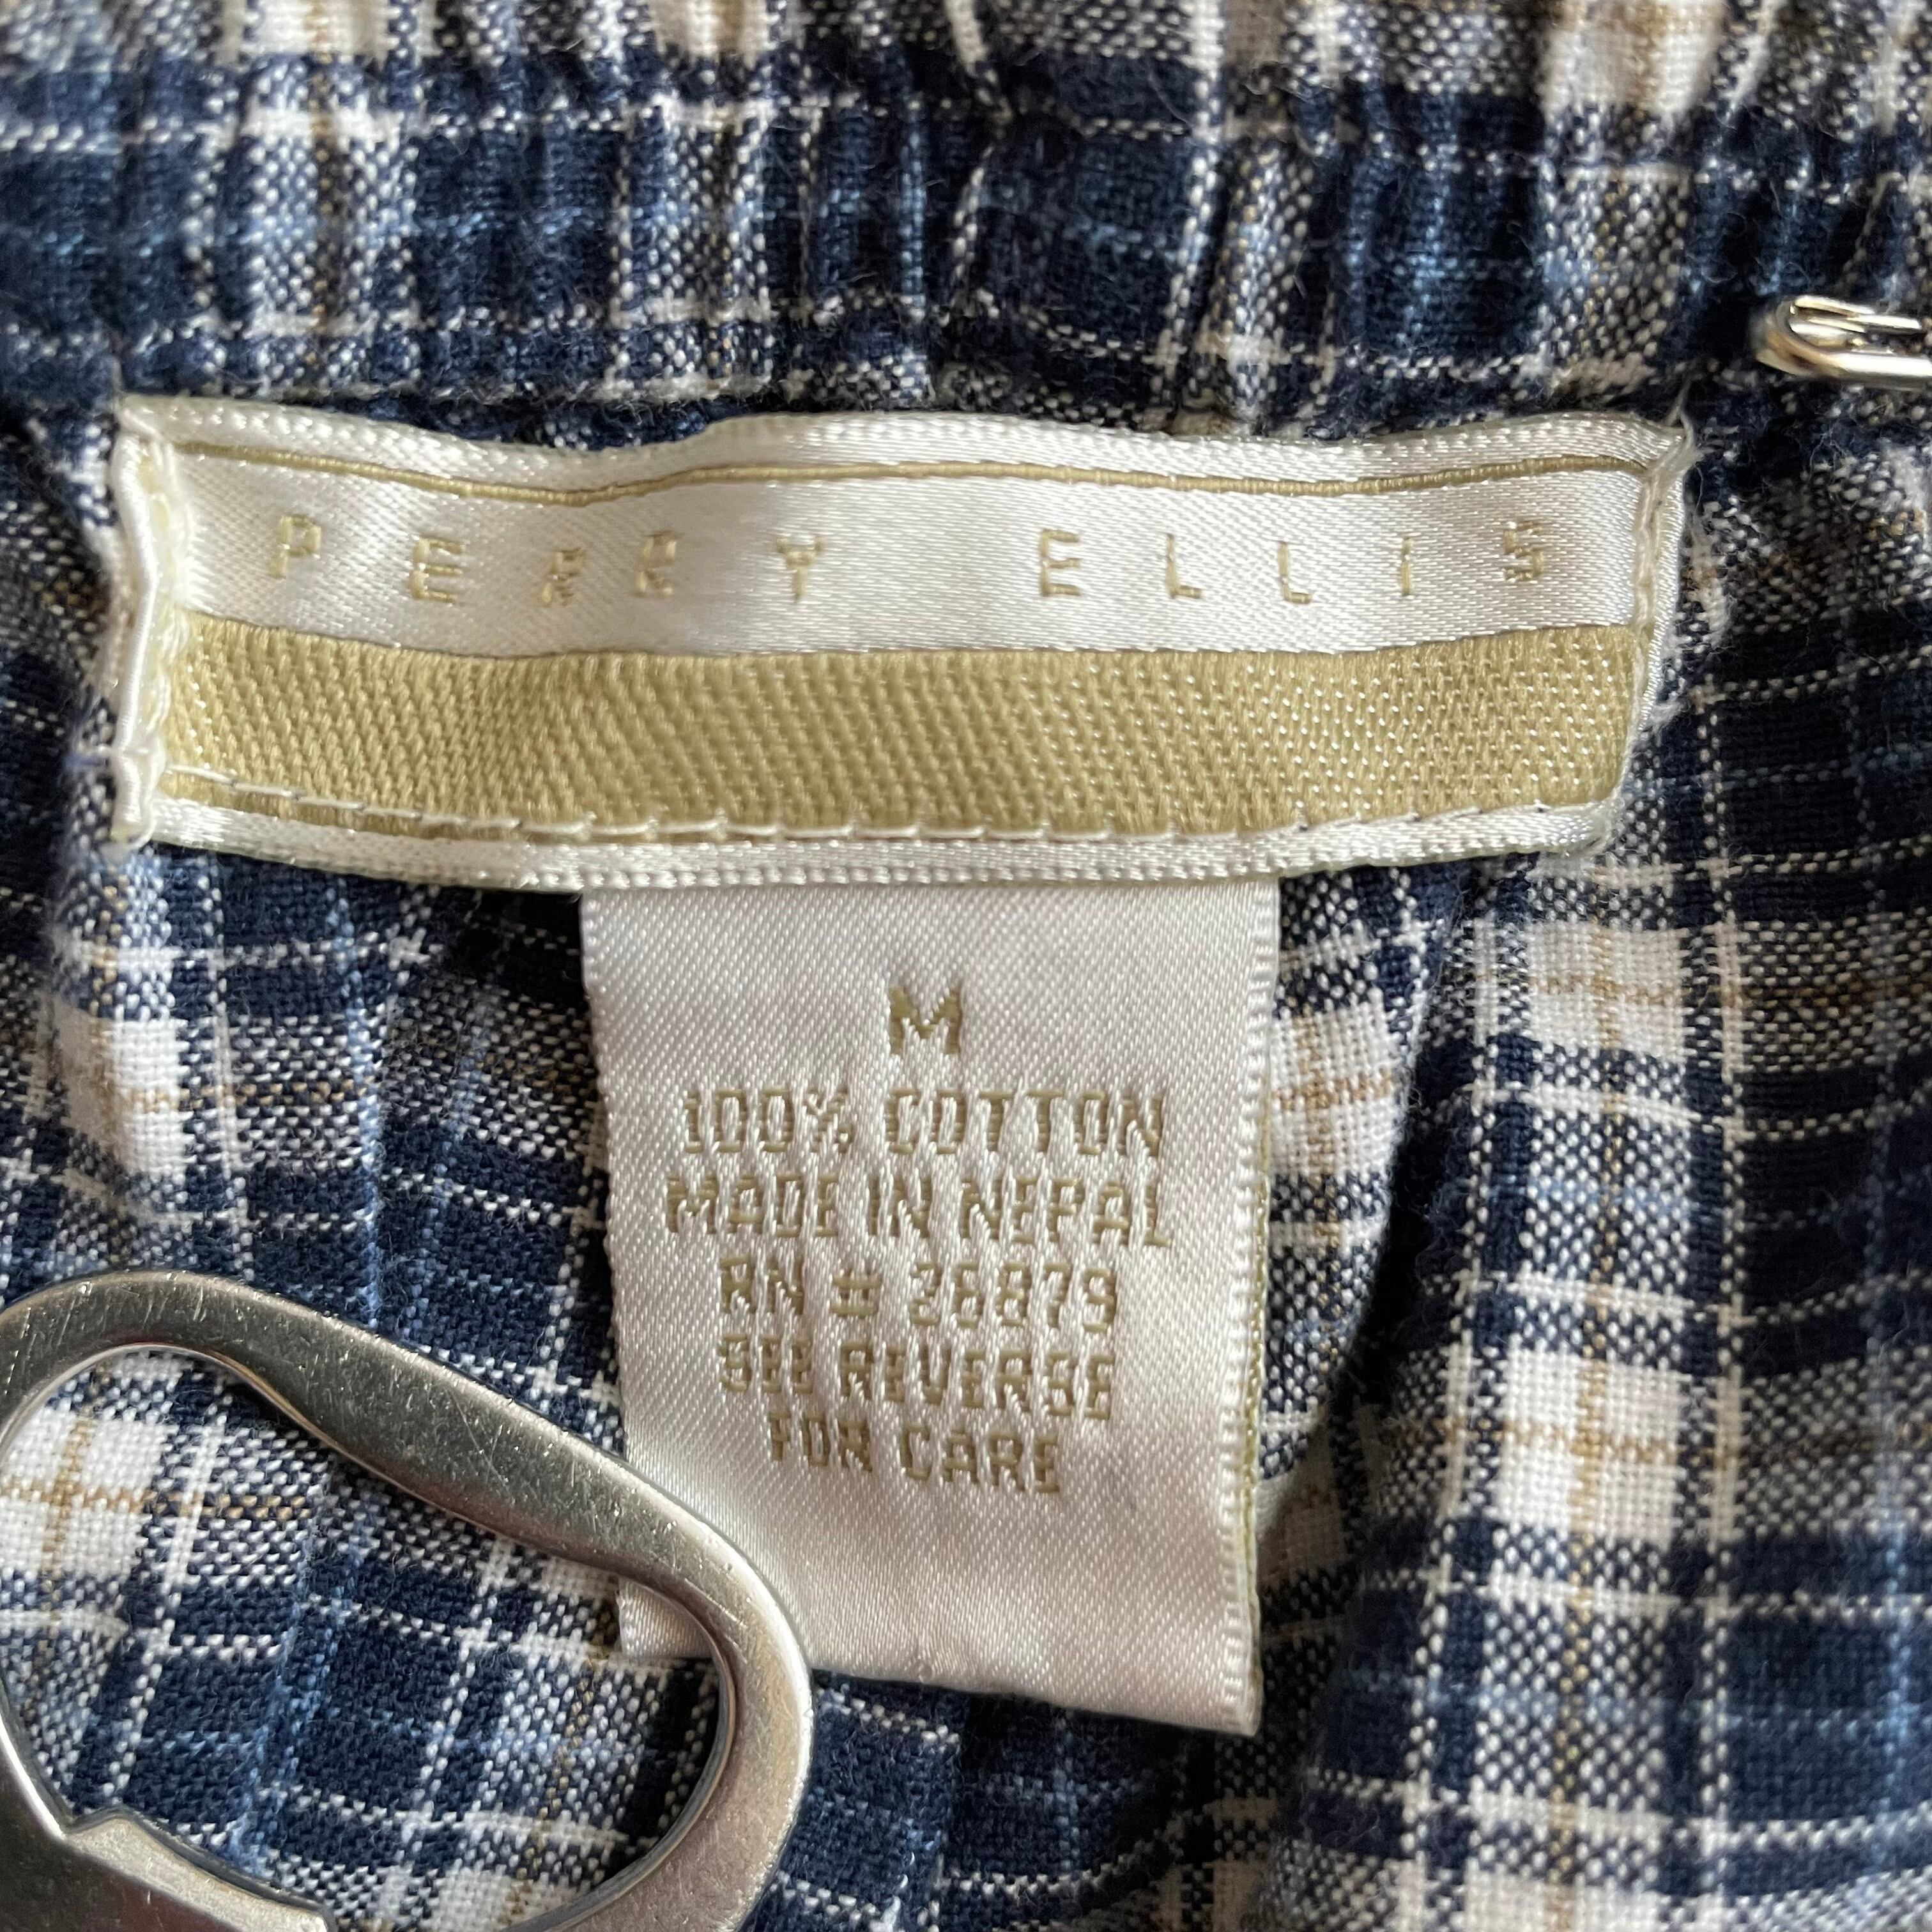 PERRY ELLIS
M
100% COTTON
MADE IN NEPAL
RN # 26879
SEE REVERSE
FOR CARE